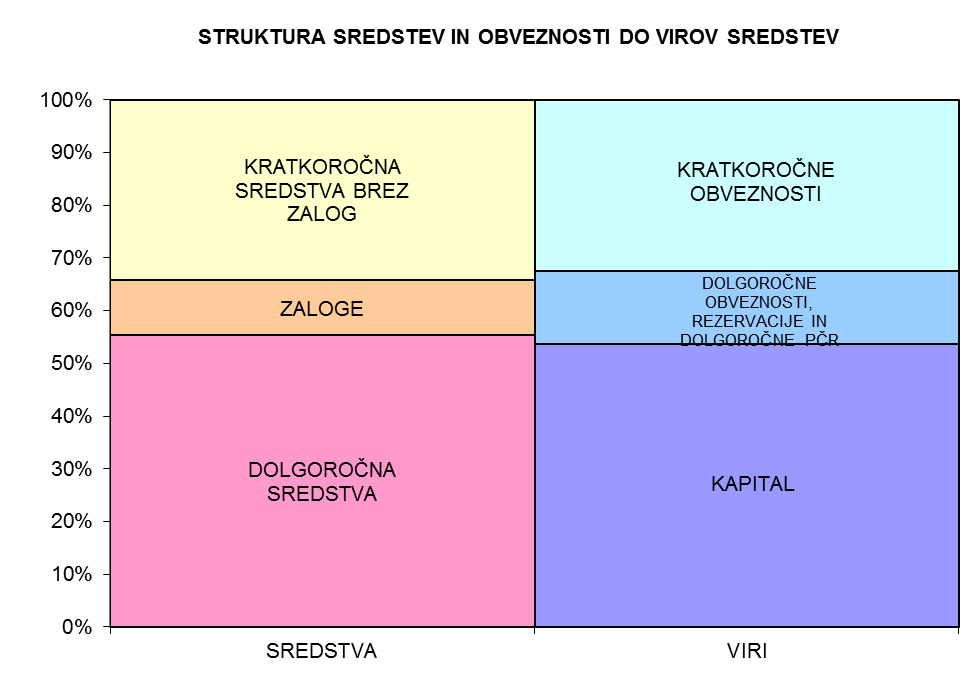 STRUKTURA SREDSTEV IN OBVEZNOSTI DO VIROV SREDSTEV
100%
90%
80%
70%
60%
50%
40%
30%
20%
10%
0%
KRATKOROČNA
SREDSTVA BREZ
ZALOG
ZALOGE
DOLGOROČNA
SREDSTVA
KRATKOROČNE
OBVEZNOSTI
DOLGOROČNE
OBVEZNOSTI,
REZERVACIJE IN
DOLGOROČNE PČR
KAPITAL
SREDSTVA
VIRI